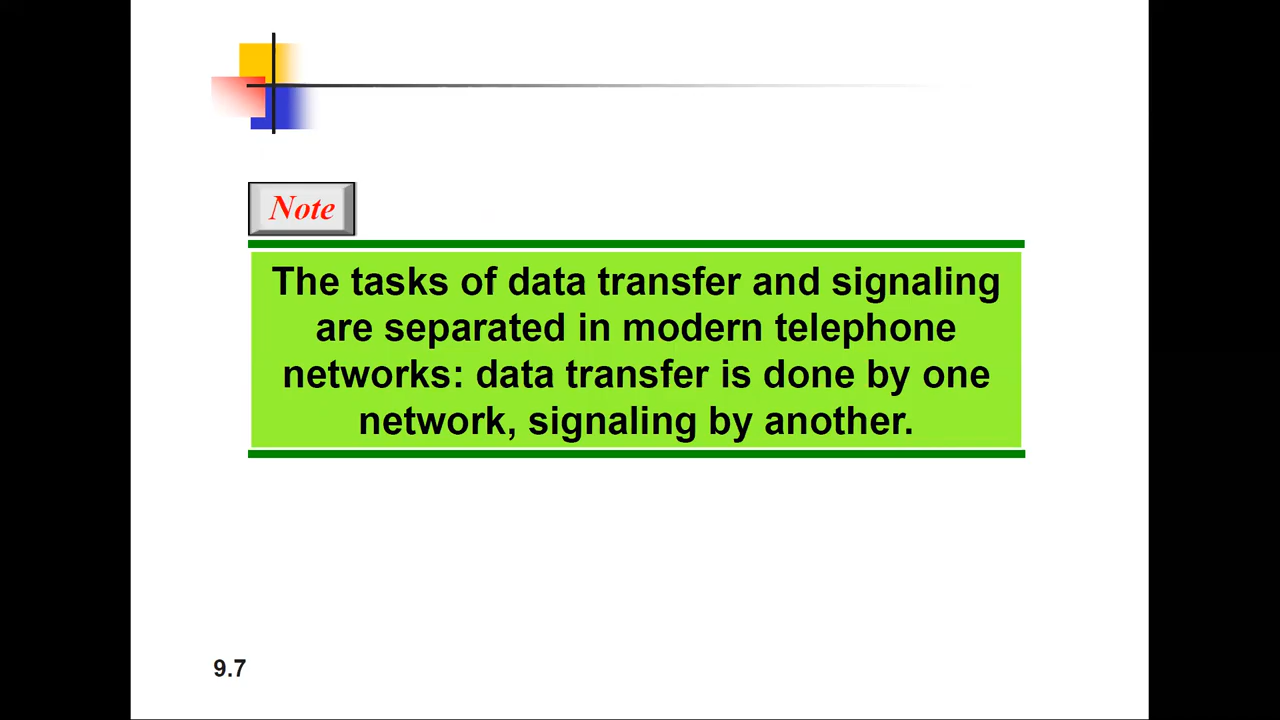 Note
The tasks of data transfer and signaling
are separated in modern telephone
networks: data transfer is done by one
network, signaling by another.
9.7